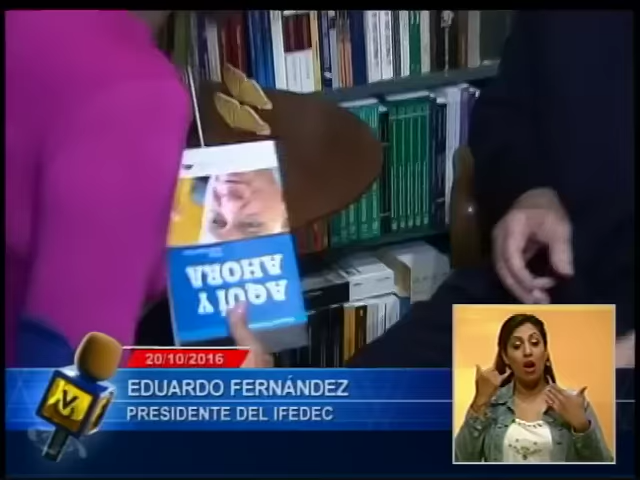 AQUÍ Y
AHORA
20/10/2016
EDUARDO FERNÁNDEZ
PRESIDENTE DEL IFEDEC